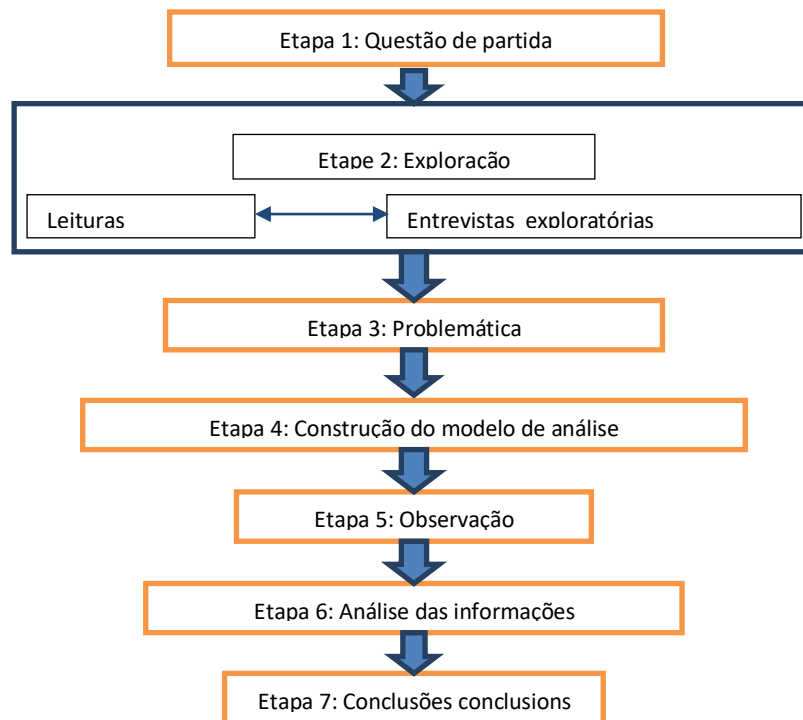 Etapa 1: Questão de partida
Etape 2: Exploração
Leituras
Entrevistas exploratórias
Etapa 3: Problemática
Etapa 4: Construção do modelo de análise
Etapa 5: Observação
Etapa 6: Análise das informações
Etapa 7: Conclusões conclusions